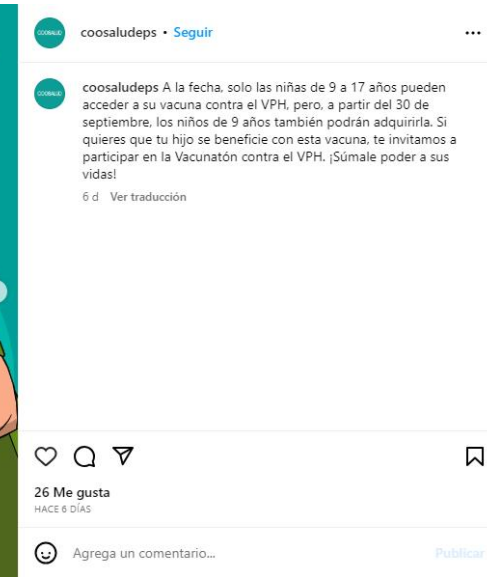 COOSALUD
coosaludeps • Seguir
COOSALUD
coosaludeps A la fecha, solo las niñas de 9 a 17 años pueden
acceder a su vacuna contra el VPH, pero, a partir del 30 de
septiembre, los niños de 9 años también podrán adquirirla. Si
quieres que tu hijo se beneficie con esta vacuna, te invitamos a
participar en la Vacunatón contra el VPH. ¡Súmale poder a sus
vidas!
6 d Ver traducción
26 Me gusta
HACE 6 DÍAS
Agrega un comentario...
Publicar